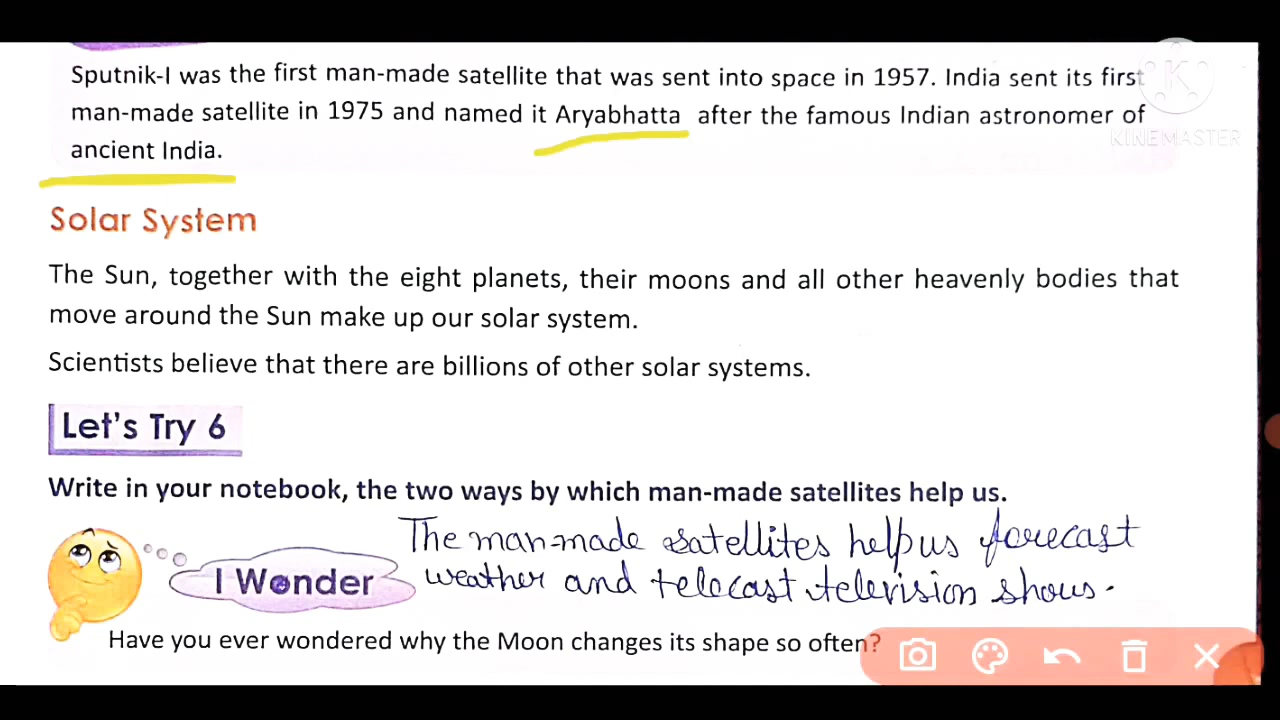 Sputnik-I was the first man-made satellite that was sent into space in 1957. India sent its first
man-made satellite in 1975 and named it Aryabhatta after the famous Indian astronomer of
ancient India.
K
KINEMASTER
Solar System
The Sun, together with the eight planets, their moons and all other heavenly bodies that
move around the Sun make up our solar system.
Scientists believe that there are billions of other solar systems.
Let's Try 6
Write in your notebook, the two ways by which man-made satellites help us.
The man-made satellites help us forecast
weather and telecast television shows.
I Wonder
Have you ever wondered why the Moon changes its shape so often?